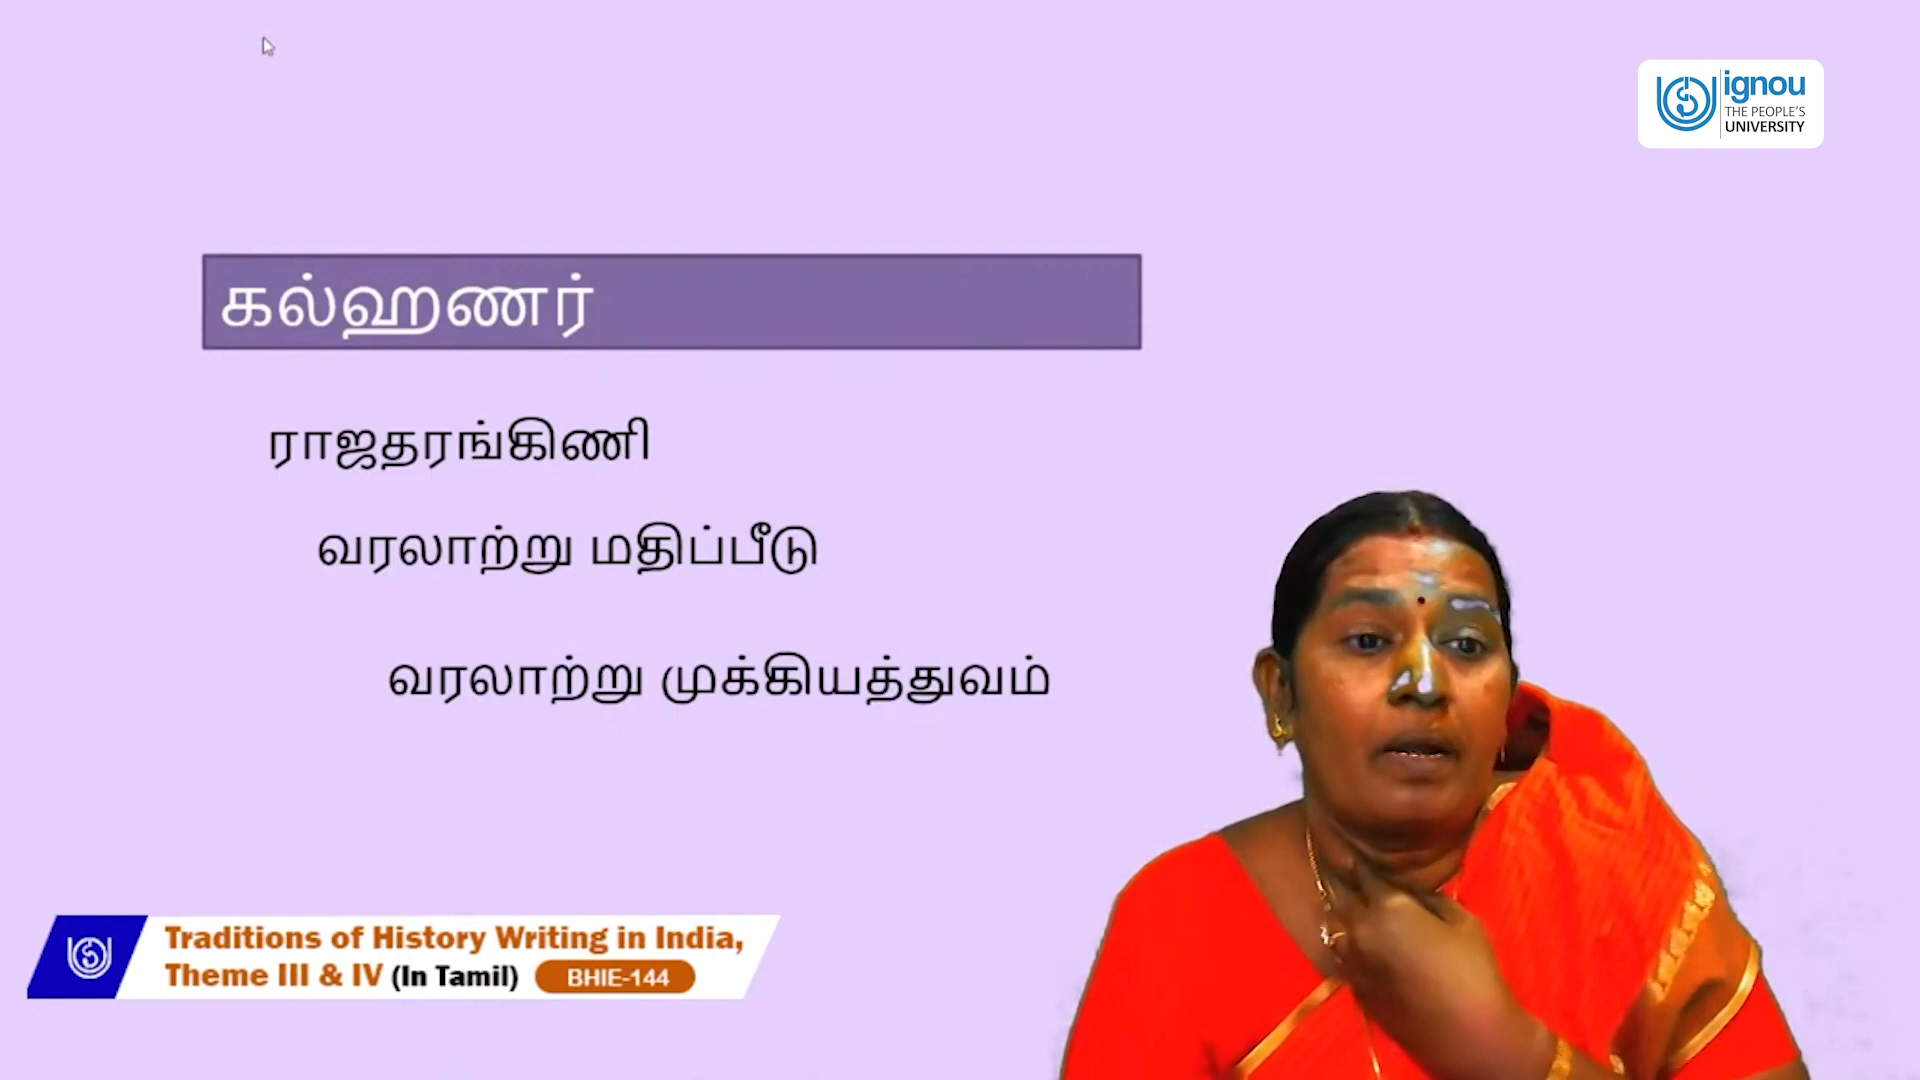 ignou
THE PEOPLE'S
UNIVERSITY
கல்ஹணர்
ராஜதரங்கிணி
வரலாற்று மதிப்பீடு
வரலாற்று முக்கியத்துவம்
Traditions of History Writing in India,
Theme III & IV (In Tamil) BHIE-144